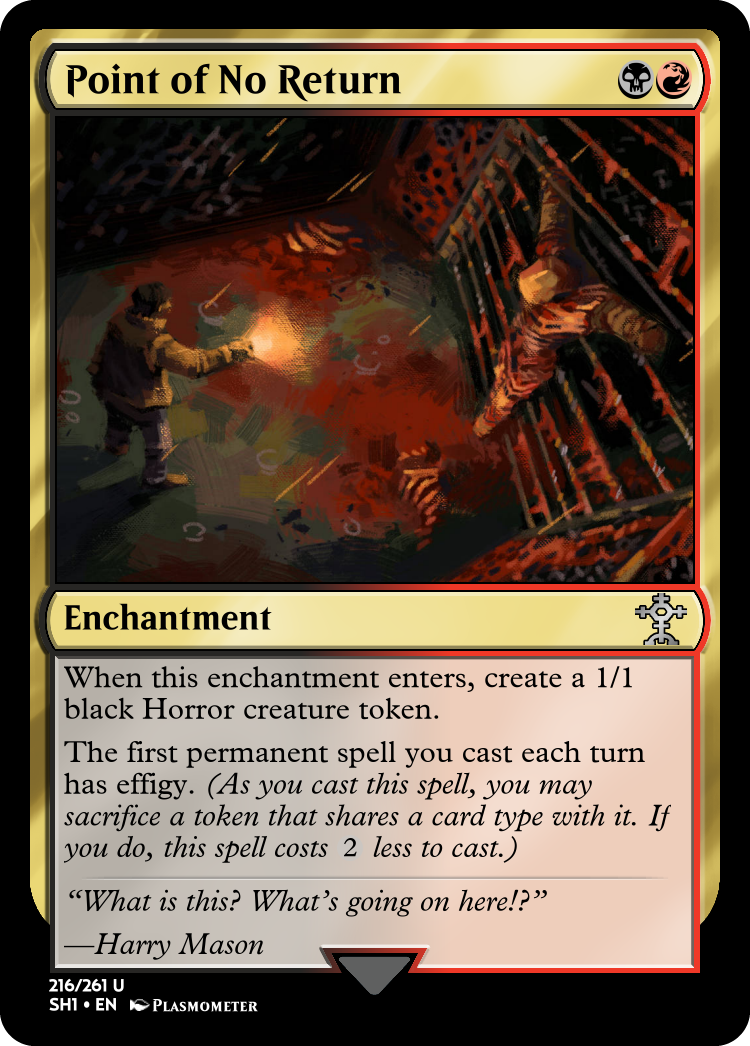 Point of No Return
Enchantment
When this enchantment enters, create a 1/1
black Horror creature token.
The first permanent spell you cast each turn
has effigy. (As you cast this spell, you may
sacrifice a token that shares a card type with it. If
you do, this spell costs 2 less to cast.)
“What is this? What’s going on here!?”
—Harry Mason
216/261 U
SH1 • EN Plasmometer